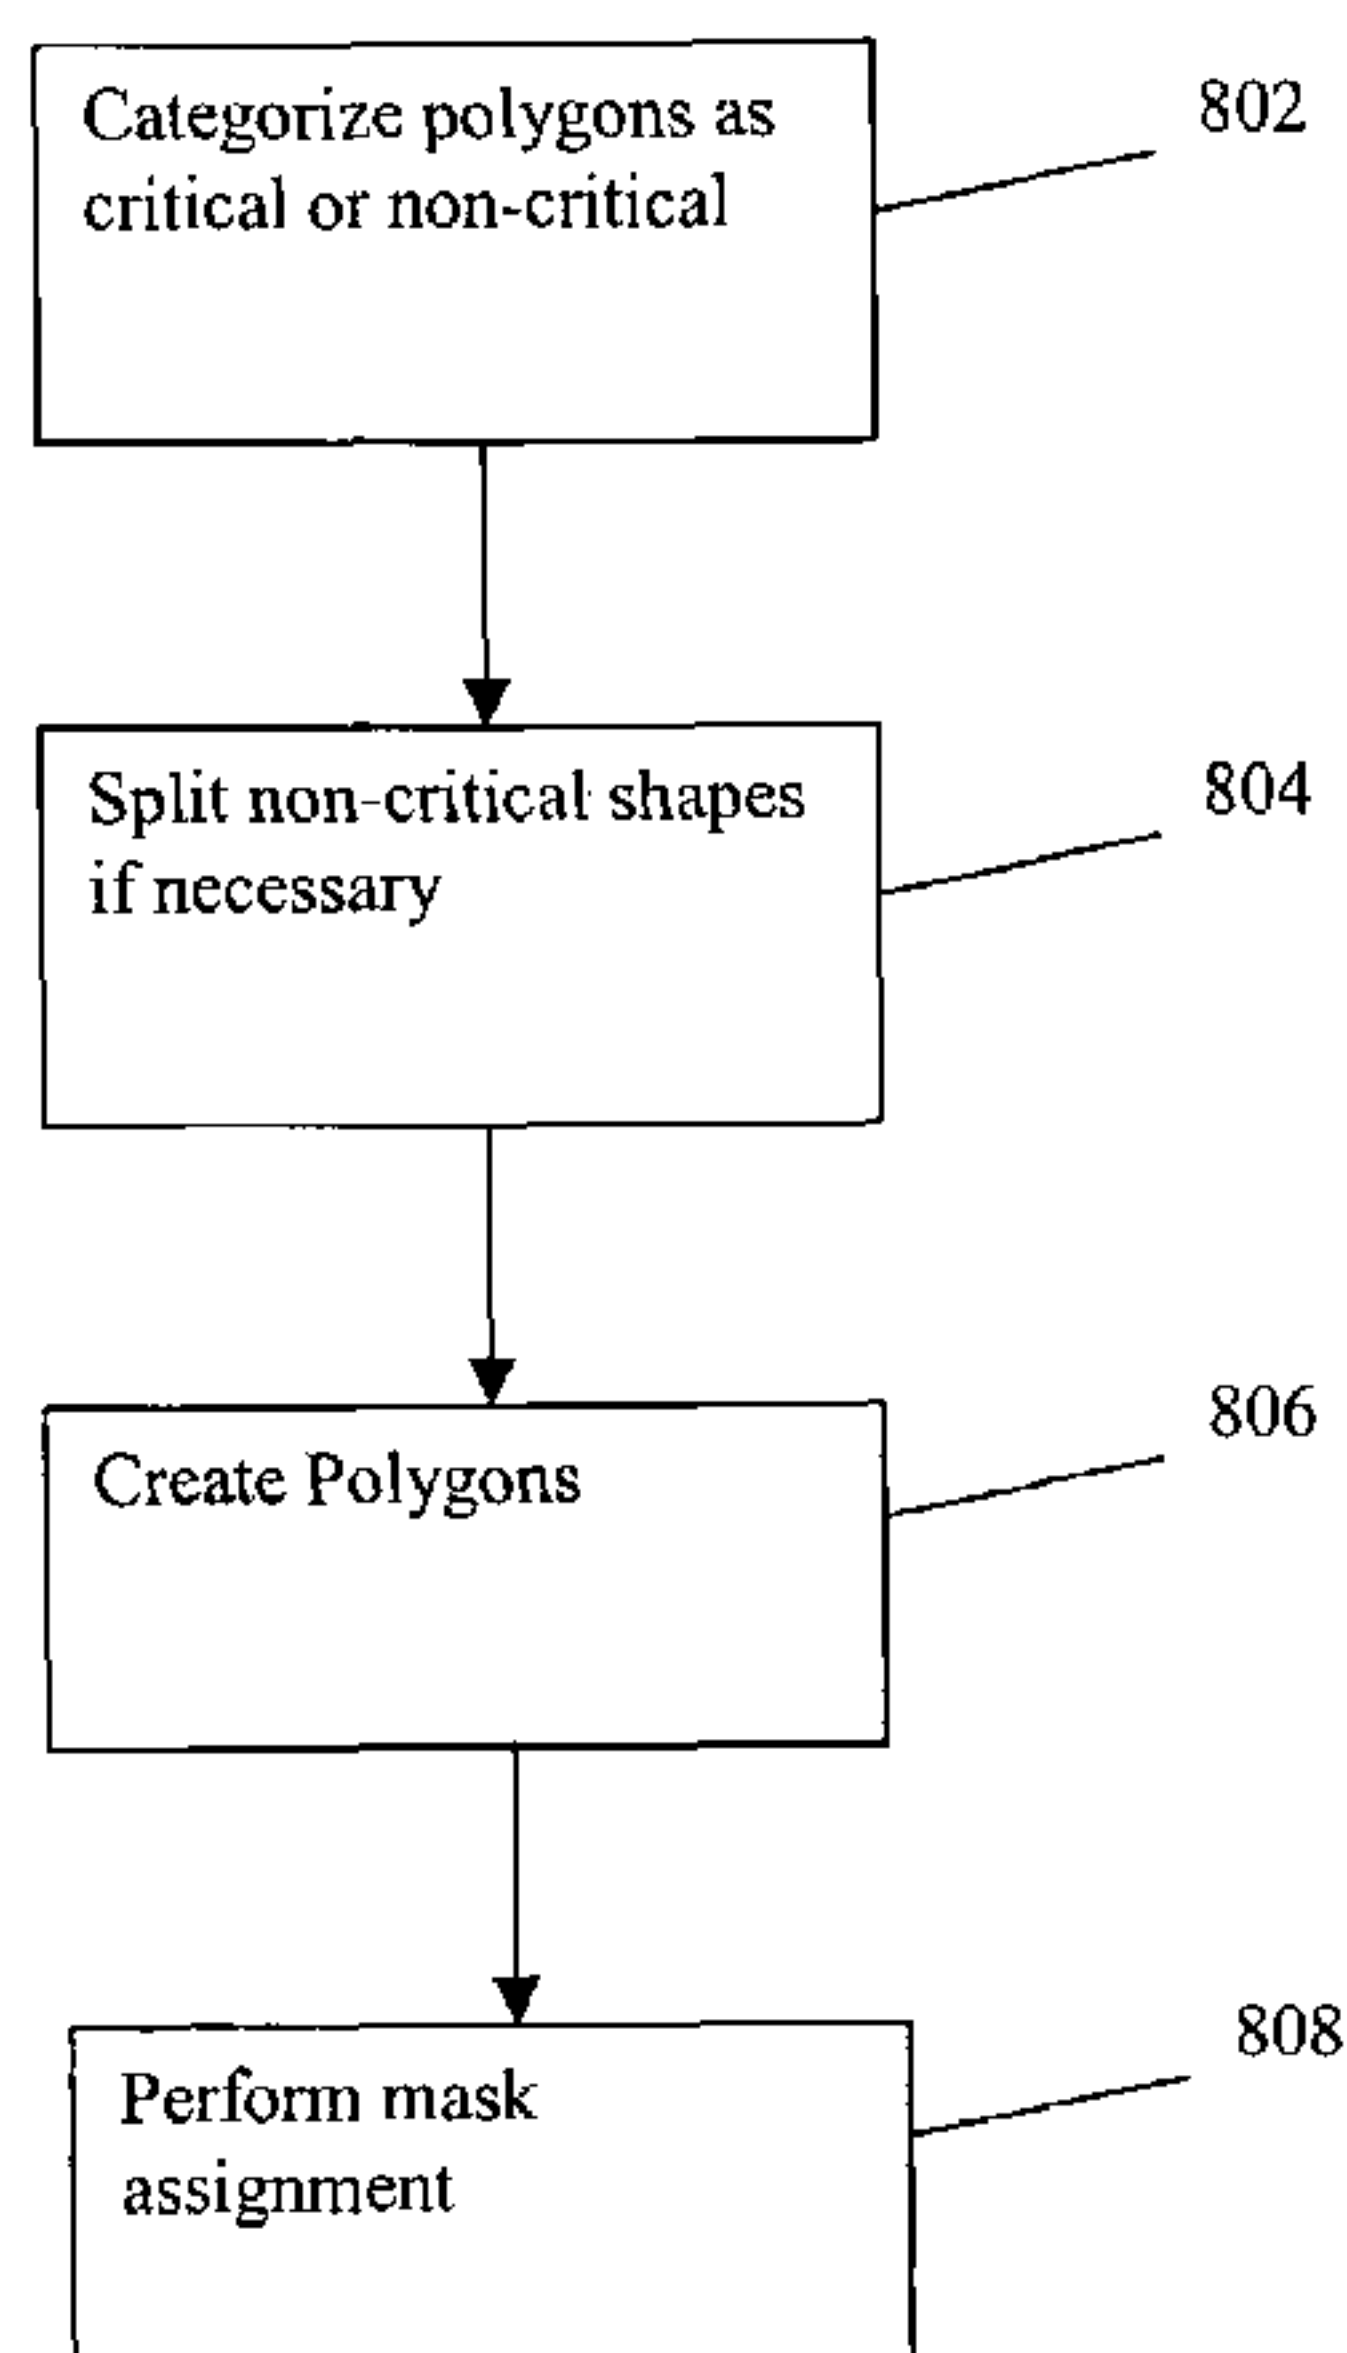 Categorize polygons as
critical or non-critical
802
Split non-critical shapes
if necessary
804
Create Polygons
806
Perform mask
assignment
808